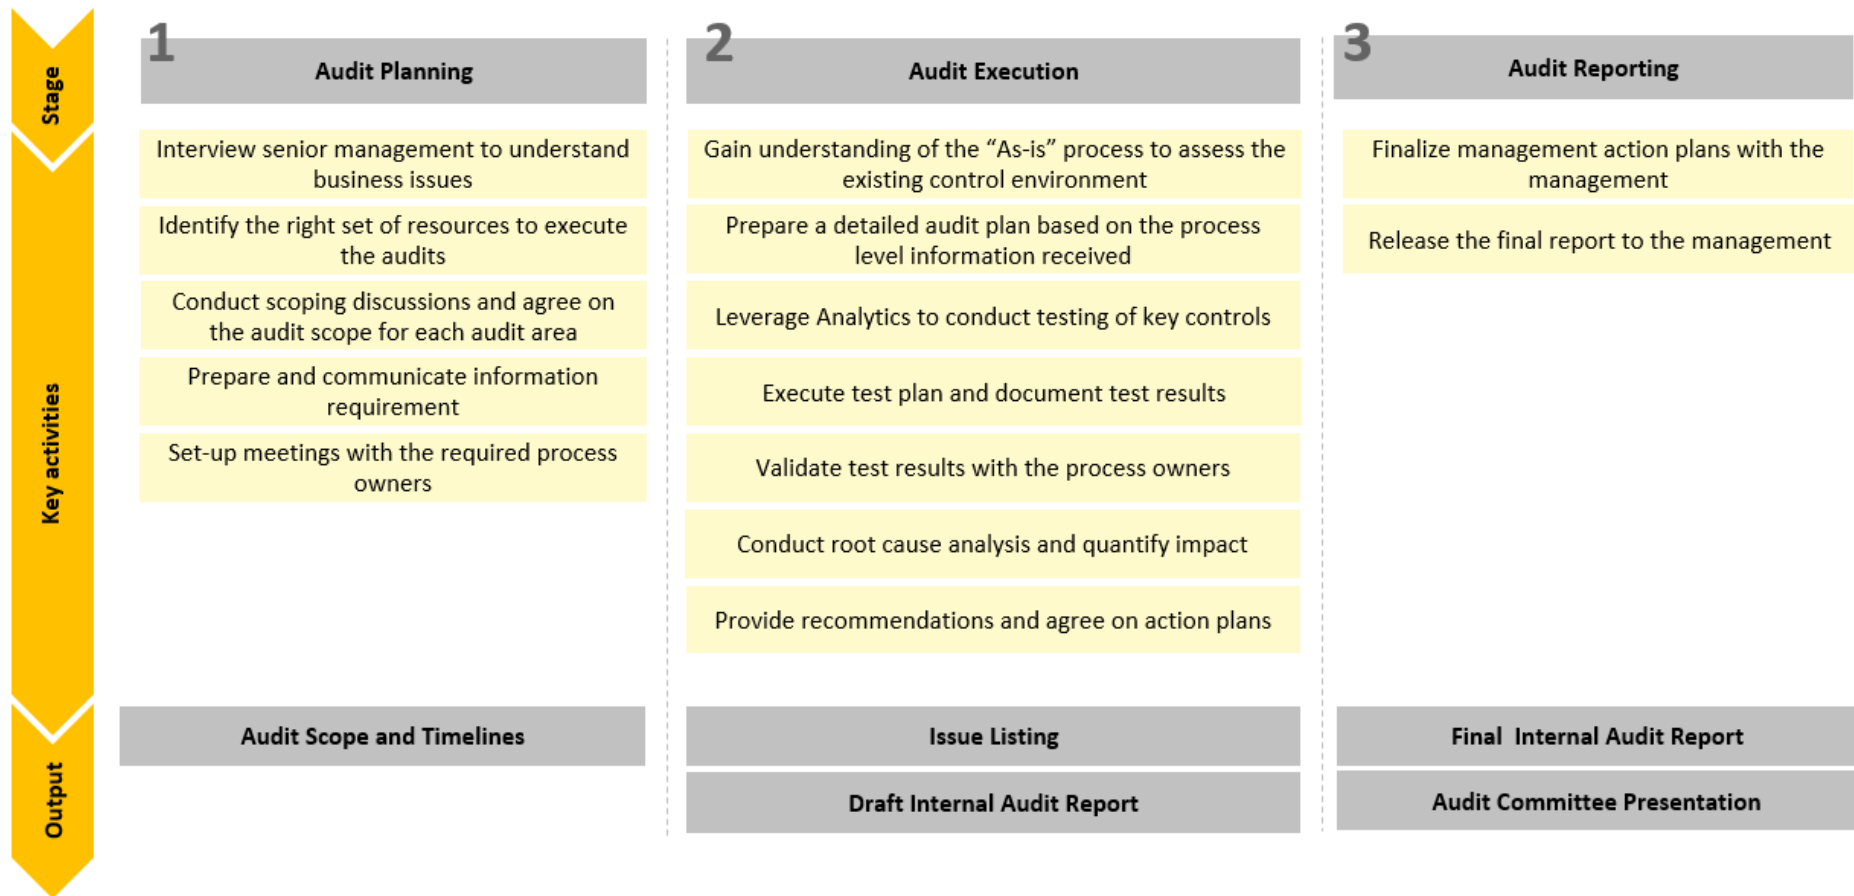 Stage
1
Audit Planning
2
Audit Execution
3
Audit Reporting
Key activities
Interview senior management to understand
business issues
Identify the right set of resources to execute
the audits
Conduct scoping discussions and agree on
the audit scope for each audit area
Prepare and communicate information
requirement
Set-up meetings with the required process
owners
Gain understanding of the “As-is” process to assess the
existing control environment
Prepare a detailed audit plan based on the process
level information received
Leverage Analytics to conduct testing of key controls
Execute test plan and document test results
Validate test results with the process owners
Conduct root cause analysis and quantify impact
Provide recommendations and agree on action plans
Finalize management action plans with the
management
Release the final report to the management
Output
Audit Scope and Timelines
Issue Listing
Draft Internal Audit Report
Final  Internal Audit Report
Audit Committee Presentation